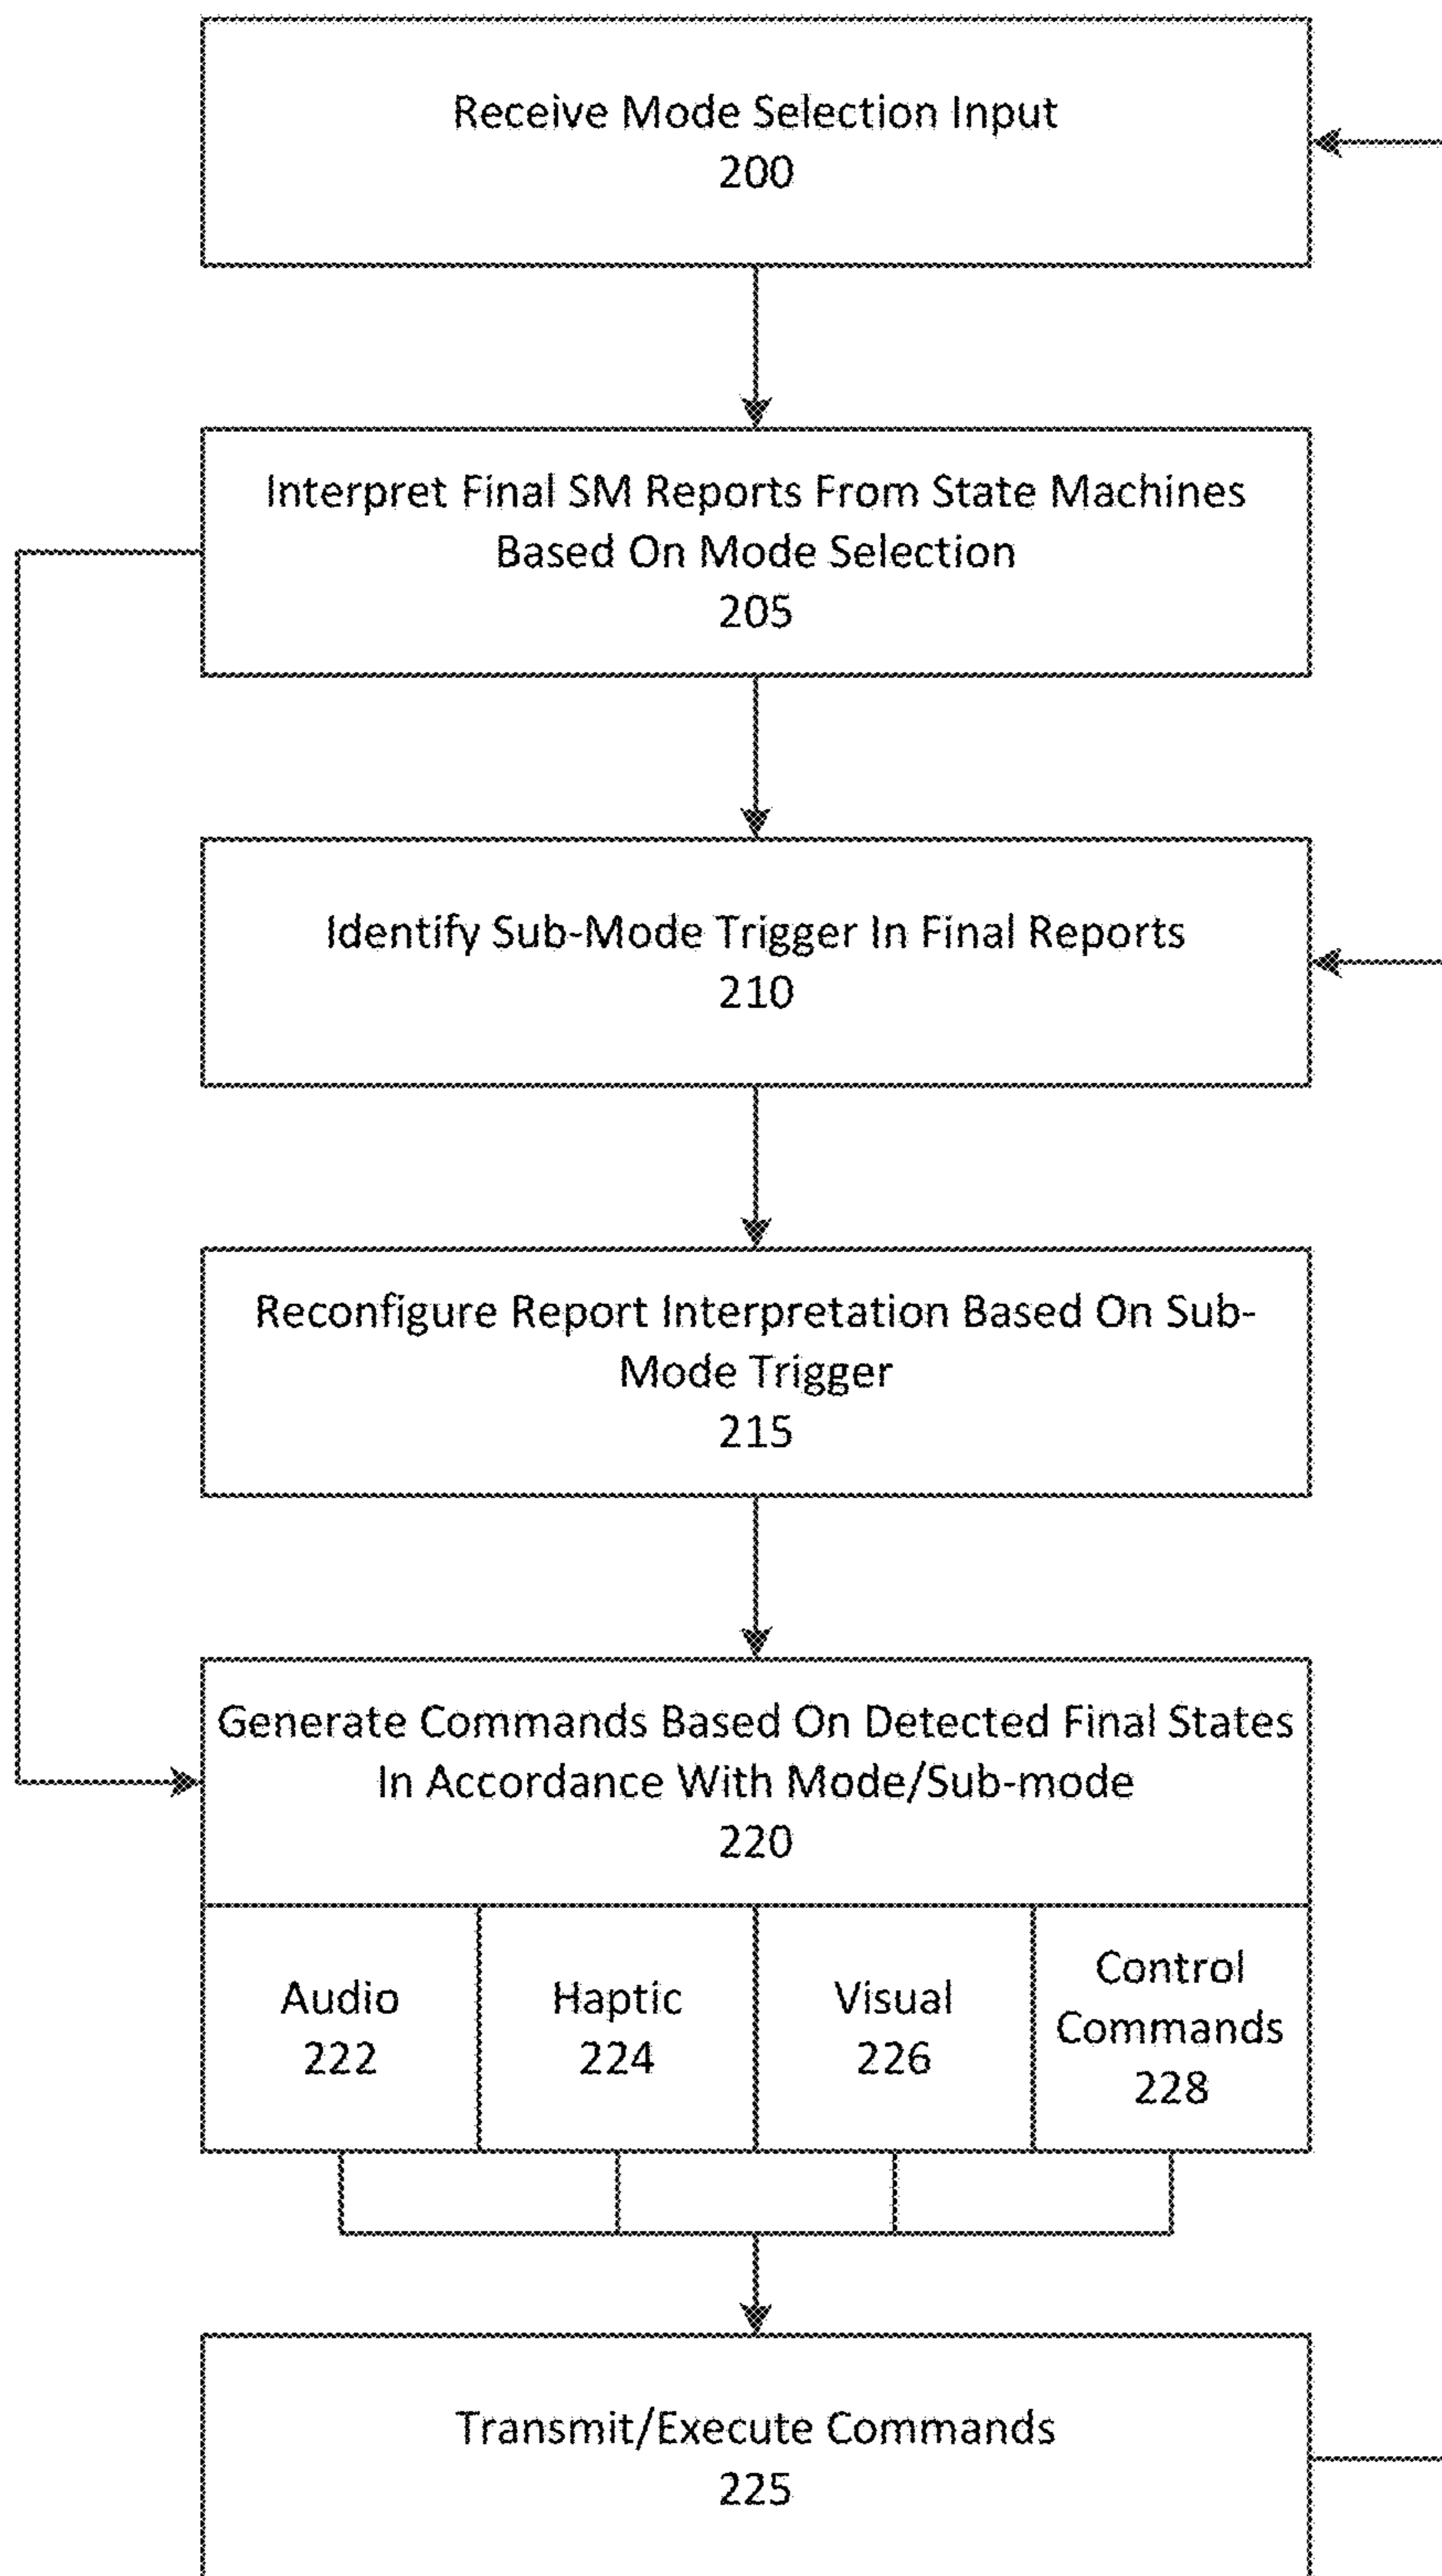 Receive Mode Selection Input
200
Interpret Final SM Reports From State Machines
Based On Mode Selection
205
Identify Sub-Mode Trigger In Final Reports
210
Reconfigure Report Interpretation Based On Sub-
Mode Trigger
215
Generate Commands Based On Detected Final States
In Accordance With Mode/Sub-mode
220
Audio
222
Haptic
224
Visual
226
Control
Commands
228
Transmit/Execute Commands
225